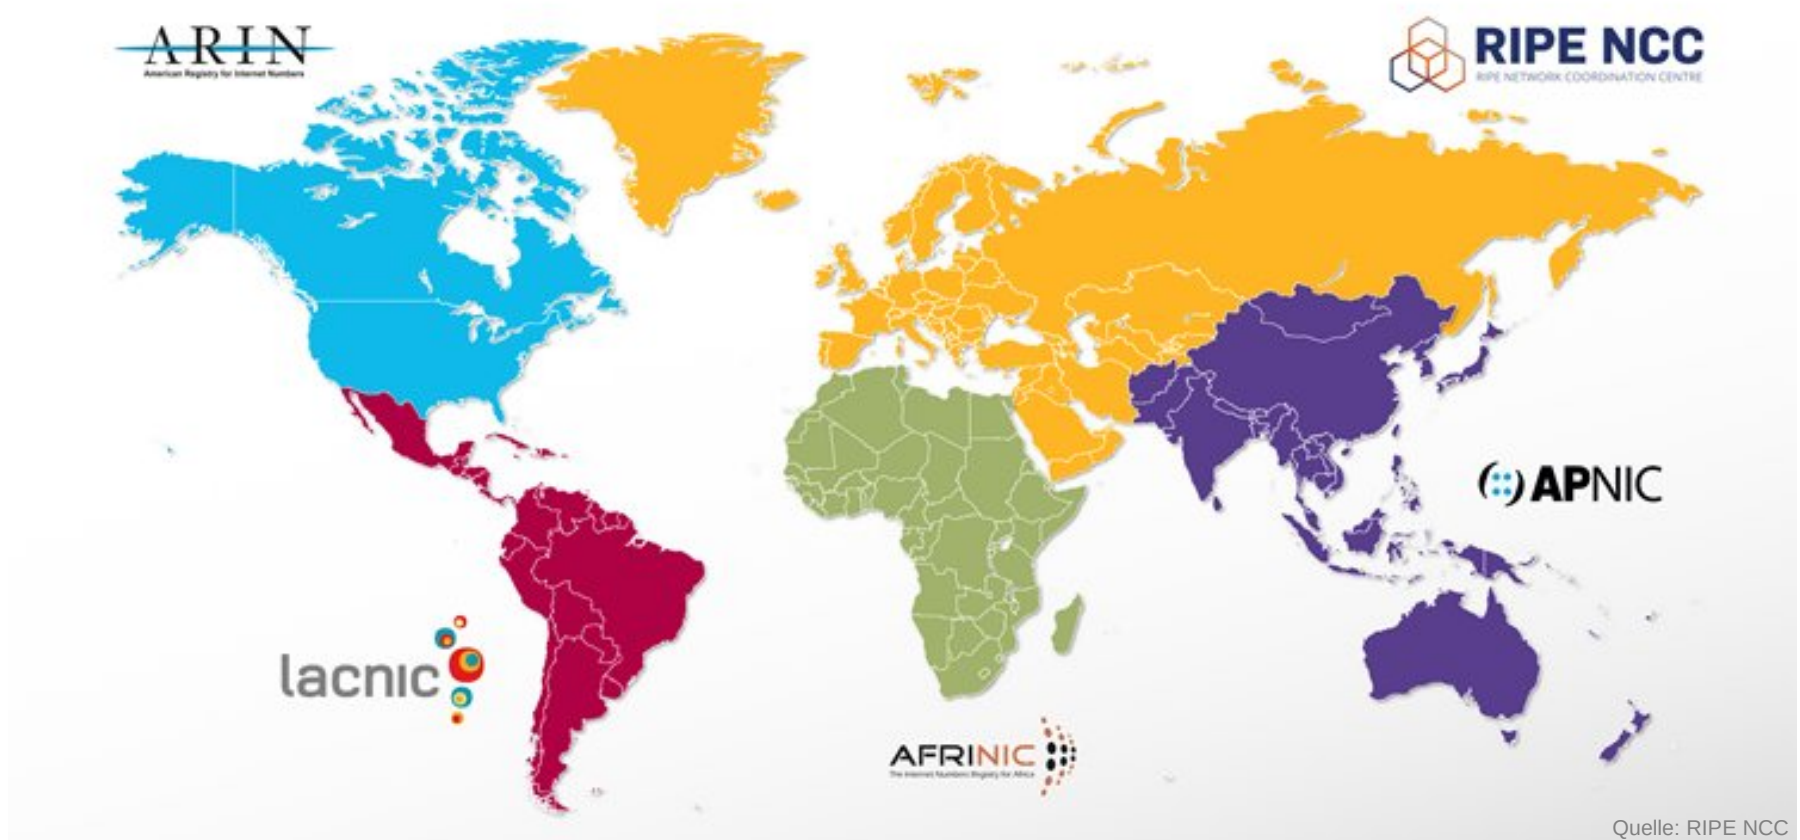 ARIN
American Registry for Internet Numbers
RIPE NCC
RIPE NETWORK COORDINATION CENTRE
APNIC
lacnic
AFRINIC
The Internet Numbers Registry for Africa
Quelle: RIPE NCC